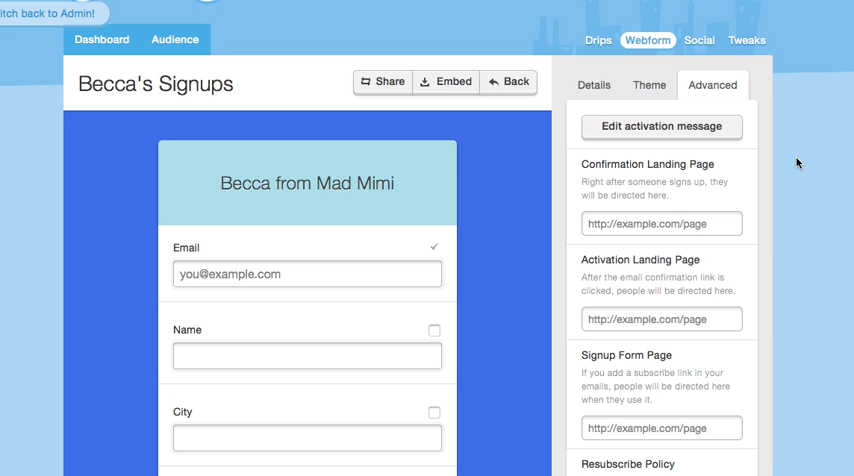 itch back to Admin!
Dashboard Audience
Drips Webform Social Tweaks
Becca's Signups
Share Embed Back
Becca from Mad Mimi
Email
you@example.com
Name
City
Details Theme Advanced
Edit activation message
Confirmation Landing Page
Right after someone signs up, they
will be directed here.
http://example.com/page
Activation Landing Page
After the email confirmation link is
clicked, people will be directed here.
http://example.com/page
Signup Form Page
If you add a subscribe link in your
emails, people will be directed here
when they use it.
http://example.com/page
Resubscribe Policy